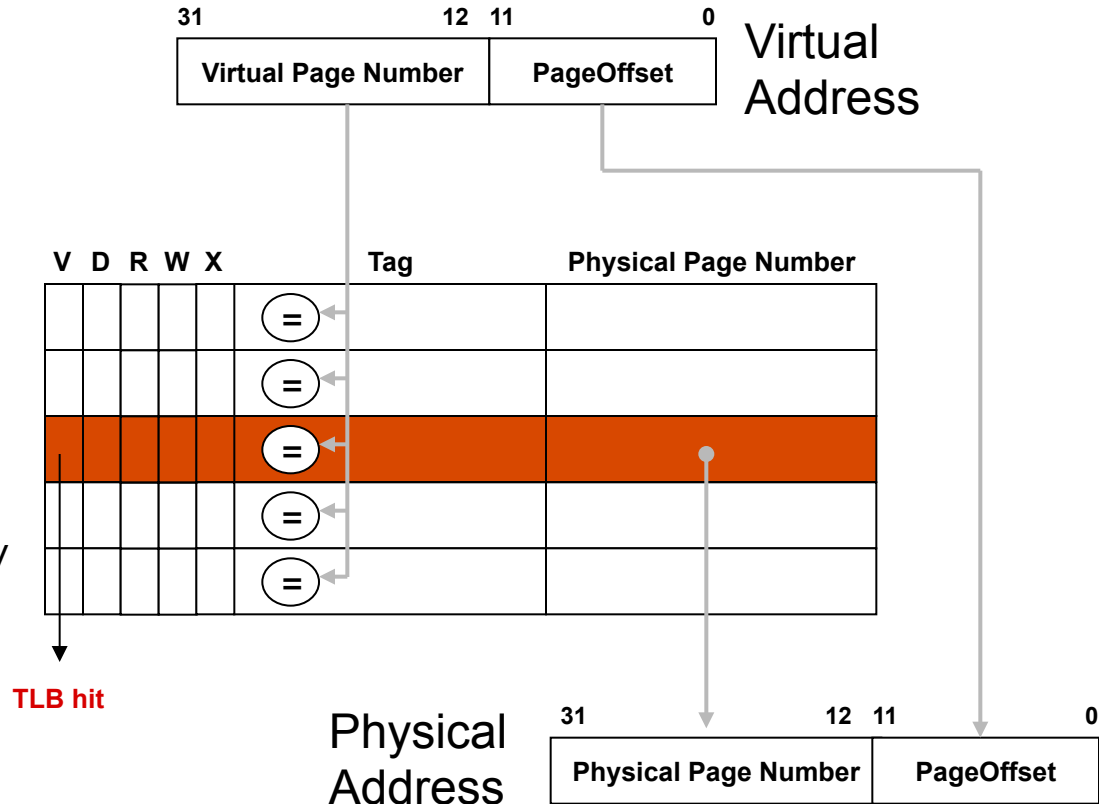 31 12 11 0
Virtual
Address
Virtual Page Number PageOffset
V D R W X Tag Physical Page Number
=
=
=
=
=
y
TLB hit
Physical
Address
31 12 11 0
Physical Page Number PageOffset